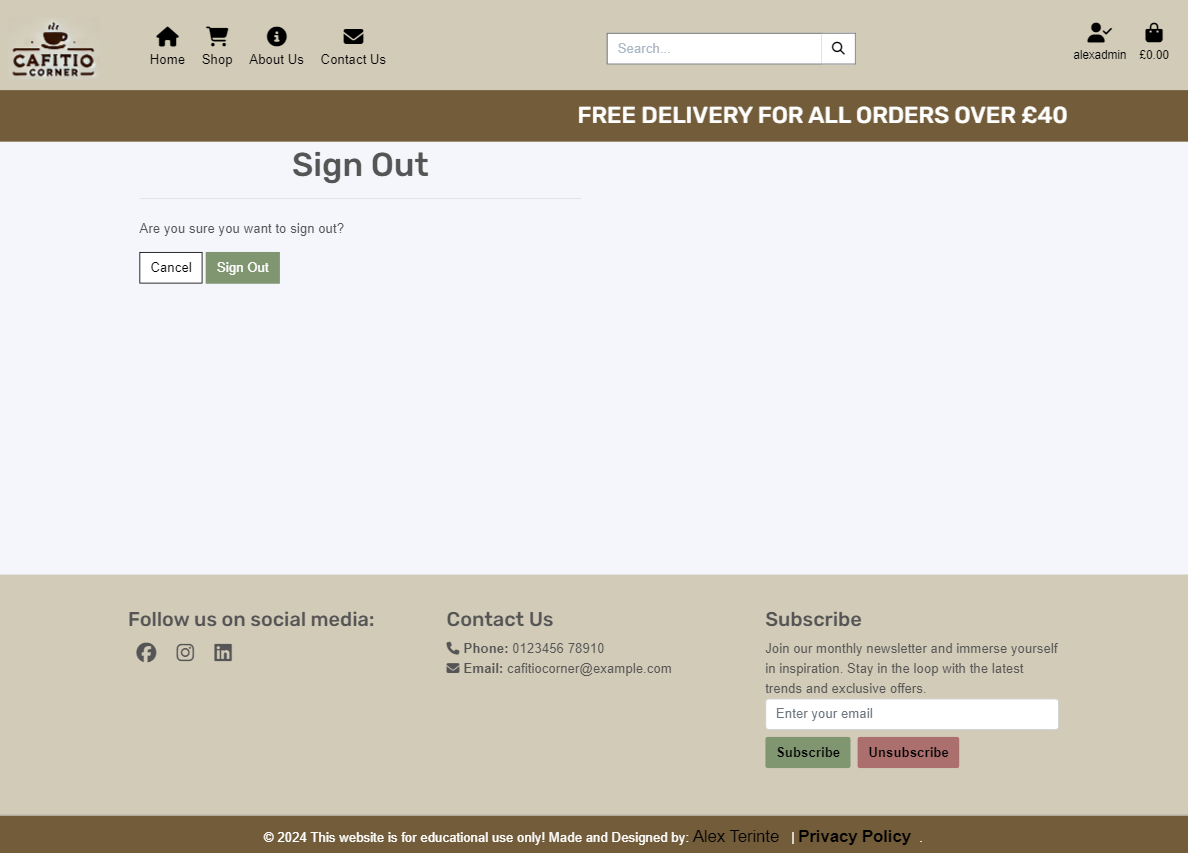 CAFITIO
CORNER
Home
Shop
About Us
Contact Us
Search...
alexadmin
£0.00
FREE DELIVERY FOR ALL ORDERS OVER £40
Sign Out
Are you sure you want to sign out?
Cancel
Sign Out
Follow us on social media:
Contact Us
Phone: 0123456 78910
Email: cafitiocorner@example.com
Subscribe
Join our monthly newsletter and immerse yourself
in inspiration. Stay in the loop with the latest
trends and exclusive offers.
Enter your email
Subscribe
Unsubscribe
© 2024 This website is for educational use only! Made and Designed by: Alex Terinte | Privacy Policy .